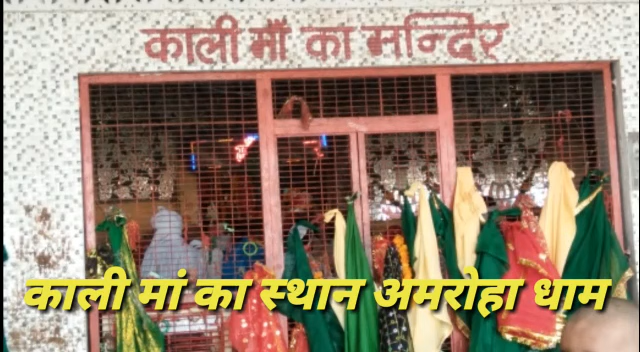 काली माँ का मन्दिर
काली मां का स्थान अमरोहा धाम